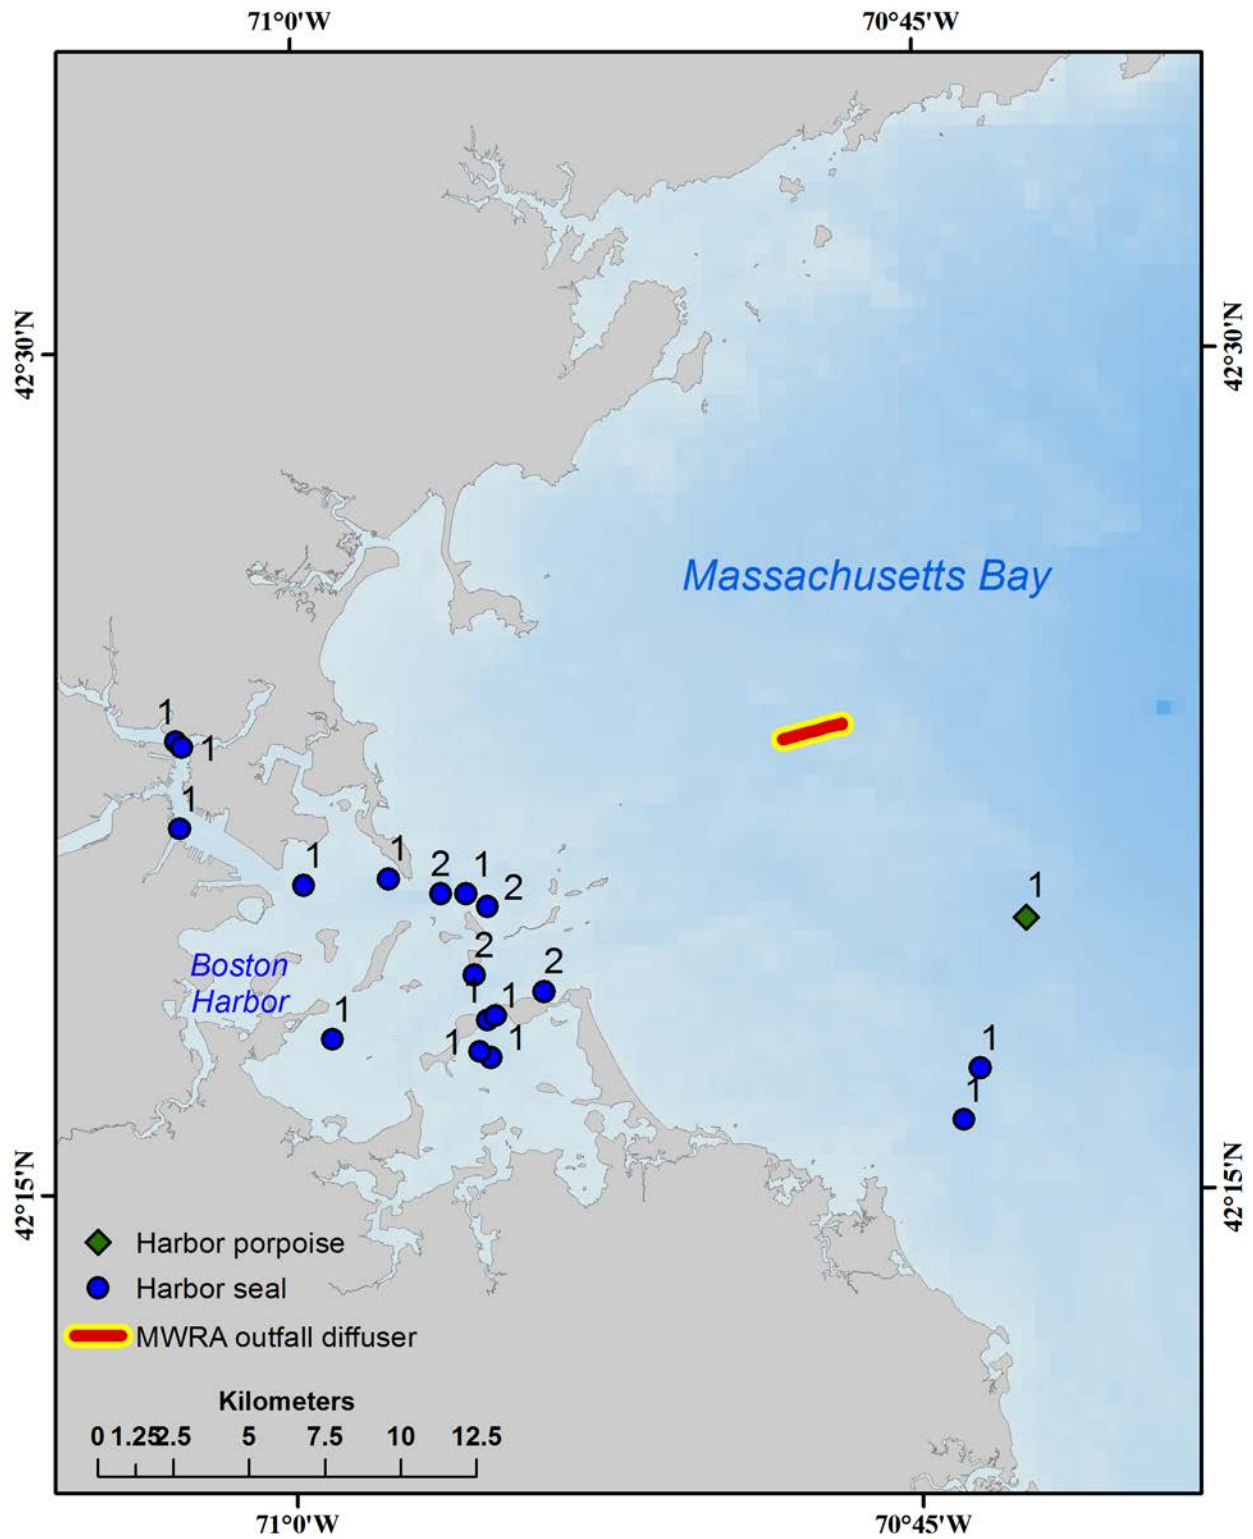 71°0'W 70°45'W
42°30'N 42°30'N
Massachusetts Bay
1
1
1
1
1
2
1
2
1
2
2
Boston
Harbor
1
1
1
1
1
1
1
42°15'N 42°15'N
Harbor porpoise
Harbor seal
MWRA outfall diffuser
Kilometers
0 1.25 2.5 5 7.5 10 12.5
71°0'W 70°45'W